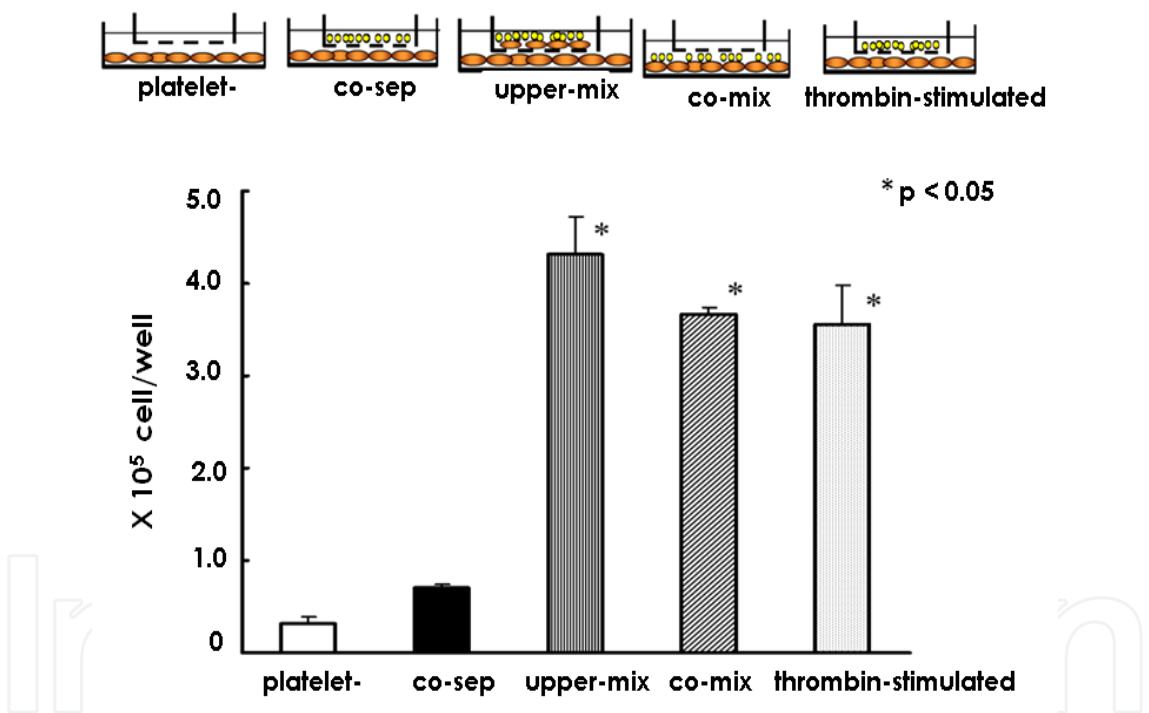 platelet- co-sep upper-mix co-mix thrombin-stimulated
* p < 0.05
5.0
4.0
3.0
2.0
1.0
0
X 10⁵ cell/well
* * *
platelet- co-sep upper-mix co-mix thrombin-stimulated